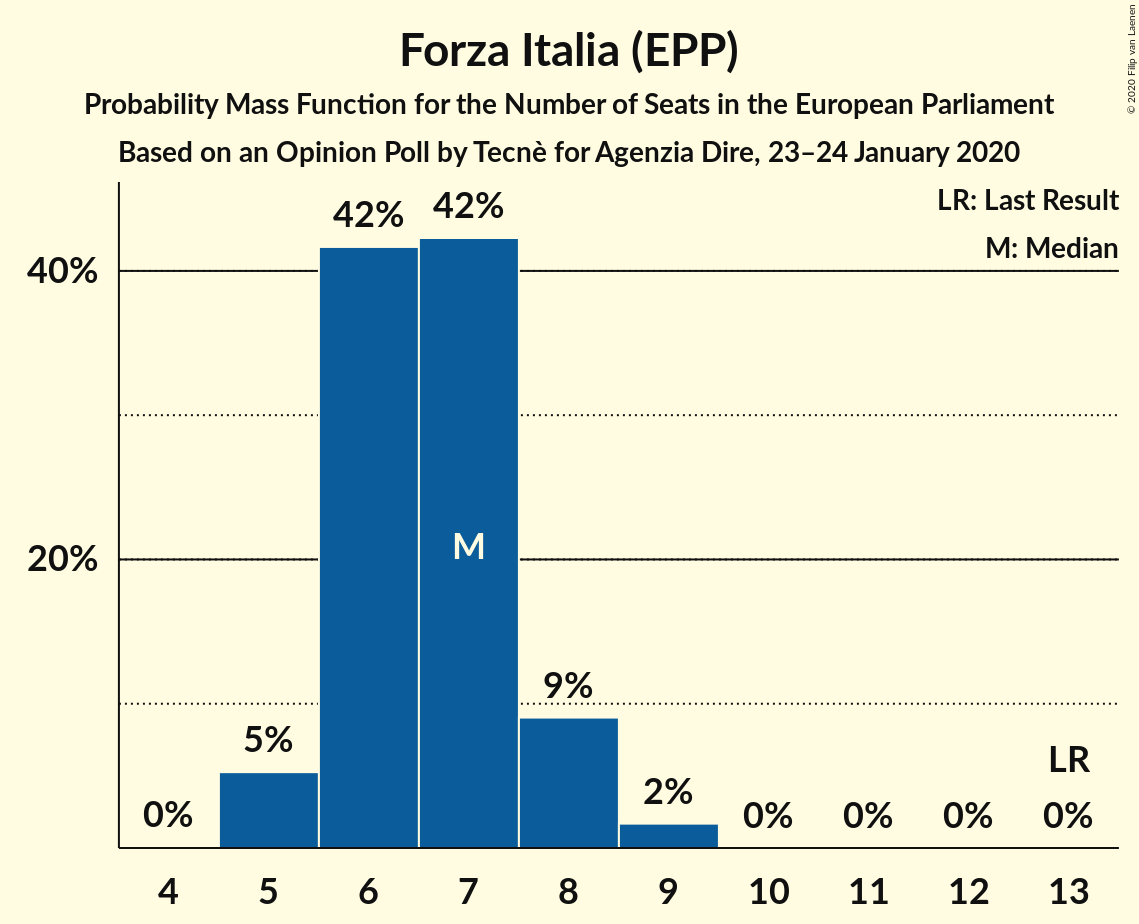 Forza Italia (EPP)
Probability Mass Function for the Number of Seats in the European Parliament
Based on an Opinion Poll by Tecnè for Agenzia Dire, 23–24 January 2020
© 2020 Filip van Laenen
LR: Last Result
M: Median
42% 42%
40%
M
20%
9%
5%
LR
2%
0% 0% 0% 0% 0%
4 5 6 7 8 9 10 11 12 13